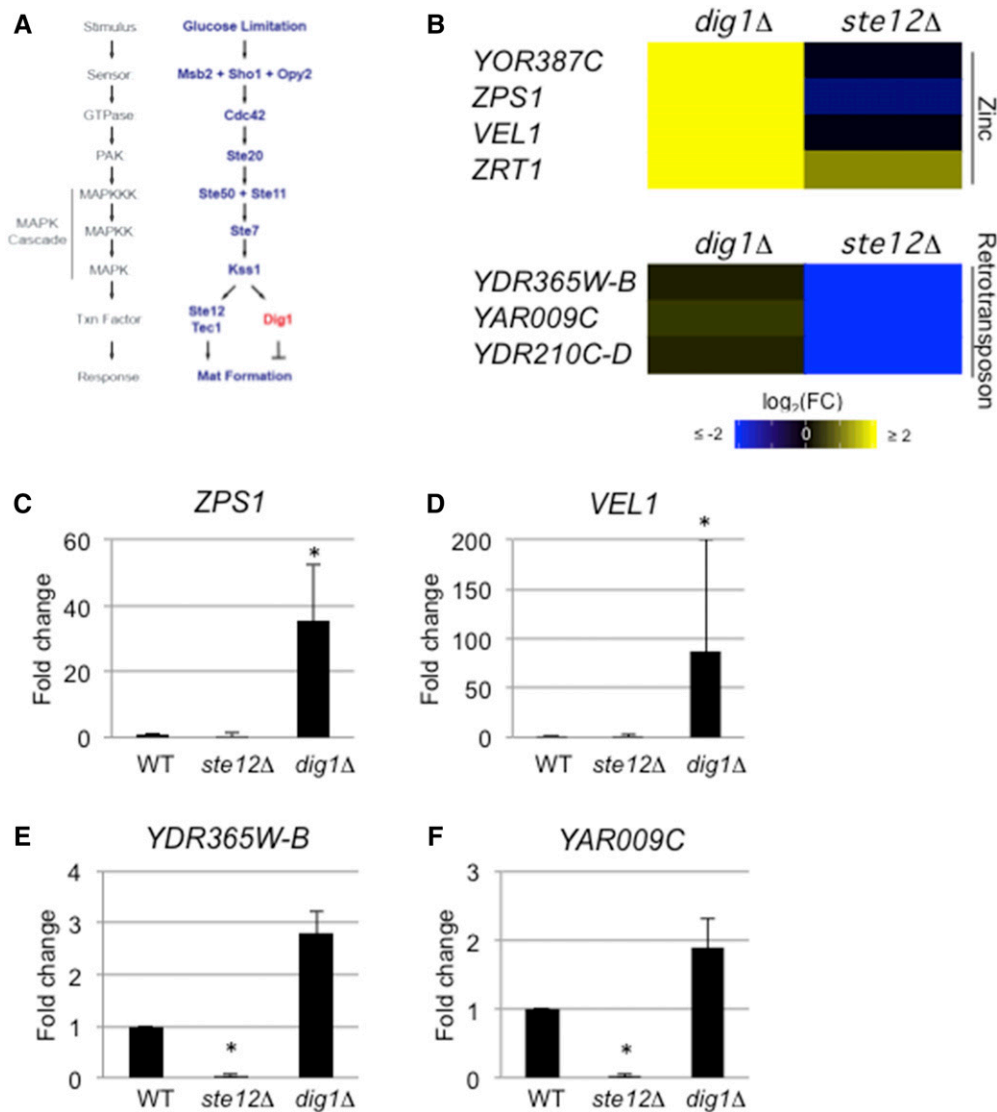 A
Stimulus
Glucose Limitation
Sensor
Msb2 + Sho1 + Opy2
GTPase
Cdc42
PAK
Ste20
MAPK
Cascade
MAPKKK
Ste50 + Ste11
MAPKK
Ste7
MAPK
Kss1
Txn Factor
Ste12
Tec1
Dig1
Response
Mat Formation
B
dig1Δ ste12Δ
YOR387C
ZPS1
VEL1
ZRT1
Zinc
dig1Δ ste12Δ
YDR365W-B
YAR009C
YDR210C-D
Retrotransposon
log2(FC)
≤ -2 0 ≥ 2
C
ZPS1
Fold change
60
40
20
0
*
WT ste12Δ dig1Δ
D
VEL1
Fold change
200
150
100
50
0
*
WT ste12Δ dig1Δ
E
YDR365W-B
Fold change
4
3
2
1
0
*
WT ste12Δ dig1Δ
F
YAR009C
Fold change
3
2
1
0
*
WT ste12Δ dig1Δ